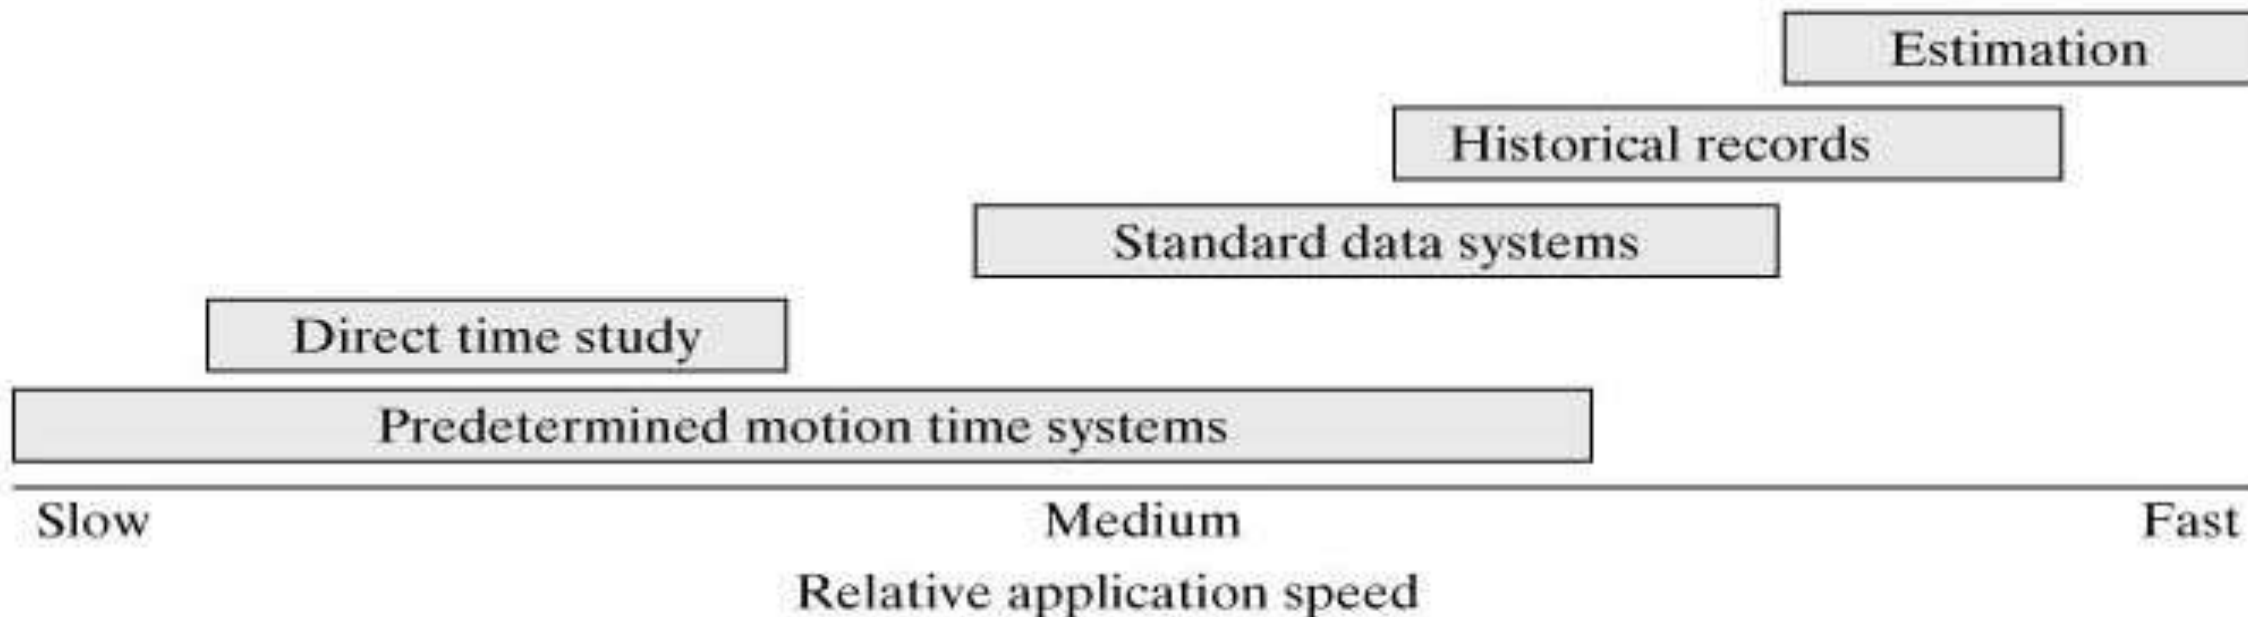 Estimation
Historical records
Standard data systems
Direct time study
Predetermined motion time systems
Slow Medium Fast
Relative application speed